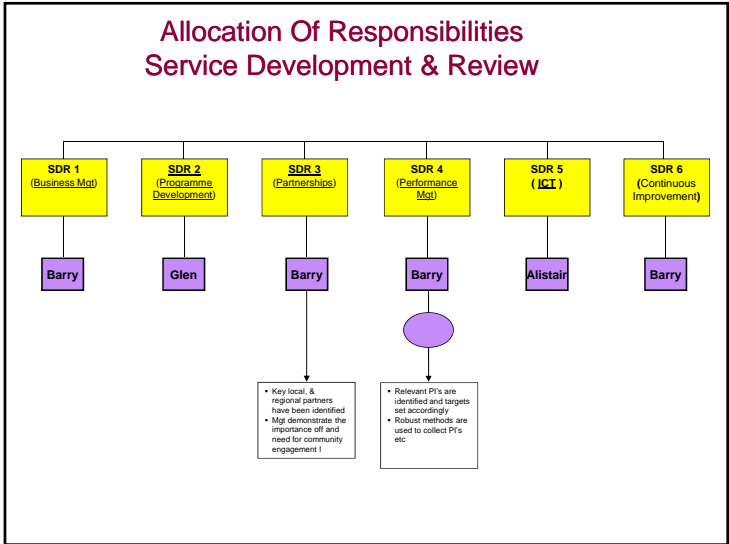 Allocation Of Responsibilities
Service Development & Review
SDR 1
(Business Mgt)
SDR 2
(Programme
Development)
SDR 3
(Partnerships)
SDR 4
(Performance
Mgt)
SDR 5
( ICT )
SDR 6
(Continuous
Improvement)
Barry
Glen
Barry
Barry
Alistair
Barry
• Key local, &
regional partners
have been identified
• Mgt demonstrate the
importance off and
need for community
engagement l
• Relevant PI's are
identified and targets
set accordingly
• Robust methods are
used to collect PI's
etc